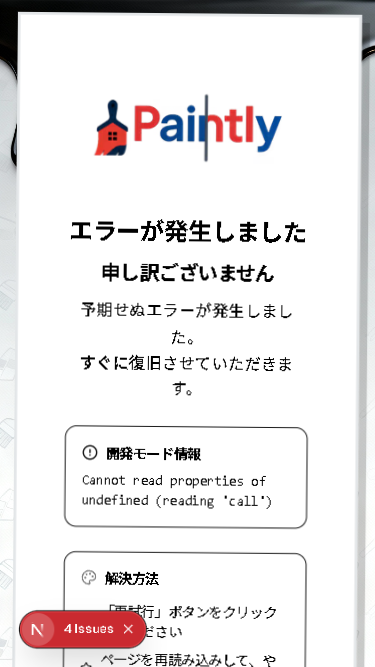 Paintly
エラーが発生しました
申し訳ございません
予期せぬエラーが発生しまし
た。
すぐに復旧させていただきま
す。
開発モード情報
Cannot read properties of
undefined (reading 'call')
解決方法
「再試行」ボタンをクリック
ださい
ページを再読み込みして、や
N 4 Issues ×